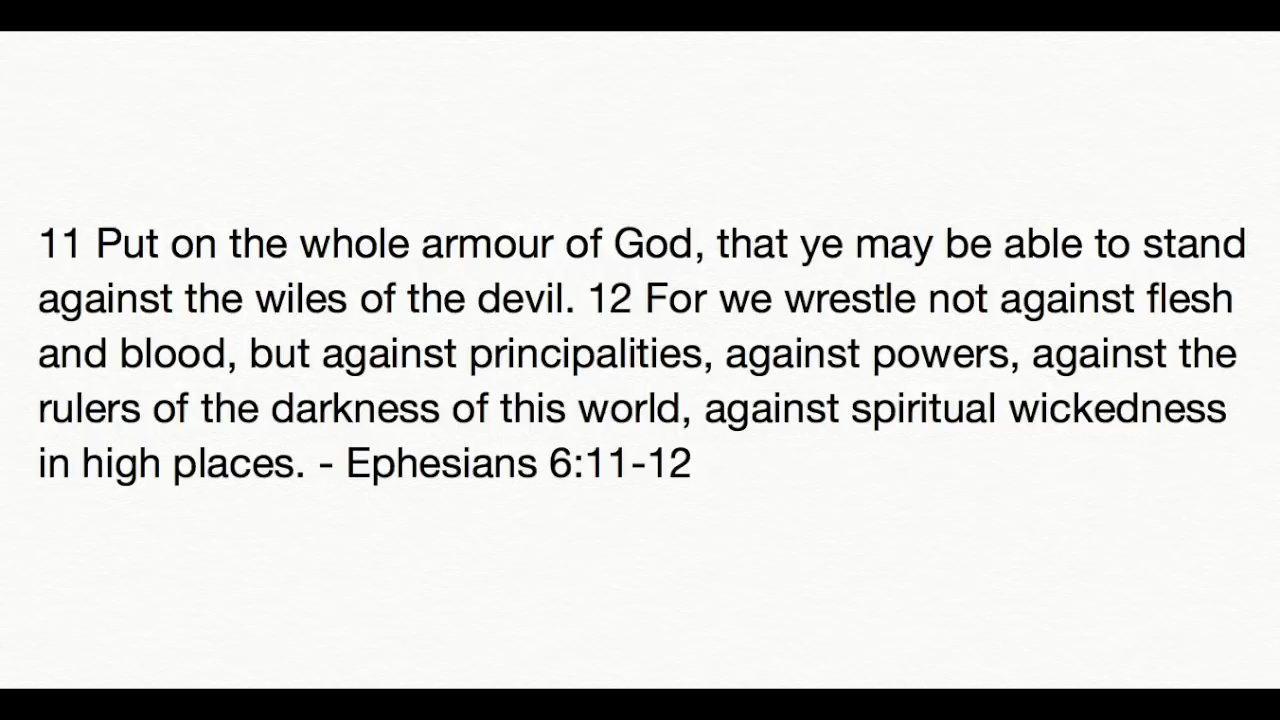 11 Put on the whole armour of God, that ye may be able to stand
against the wiles of the devil. 12 For we wrestle not against flesh
and blood, but against principalities, against powers, against the
rulers of the darkness of this world, against spiritual wickedness
in high places. - Ephesians 6:11-12